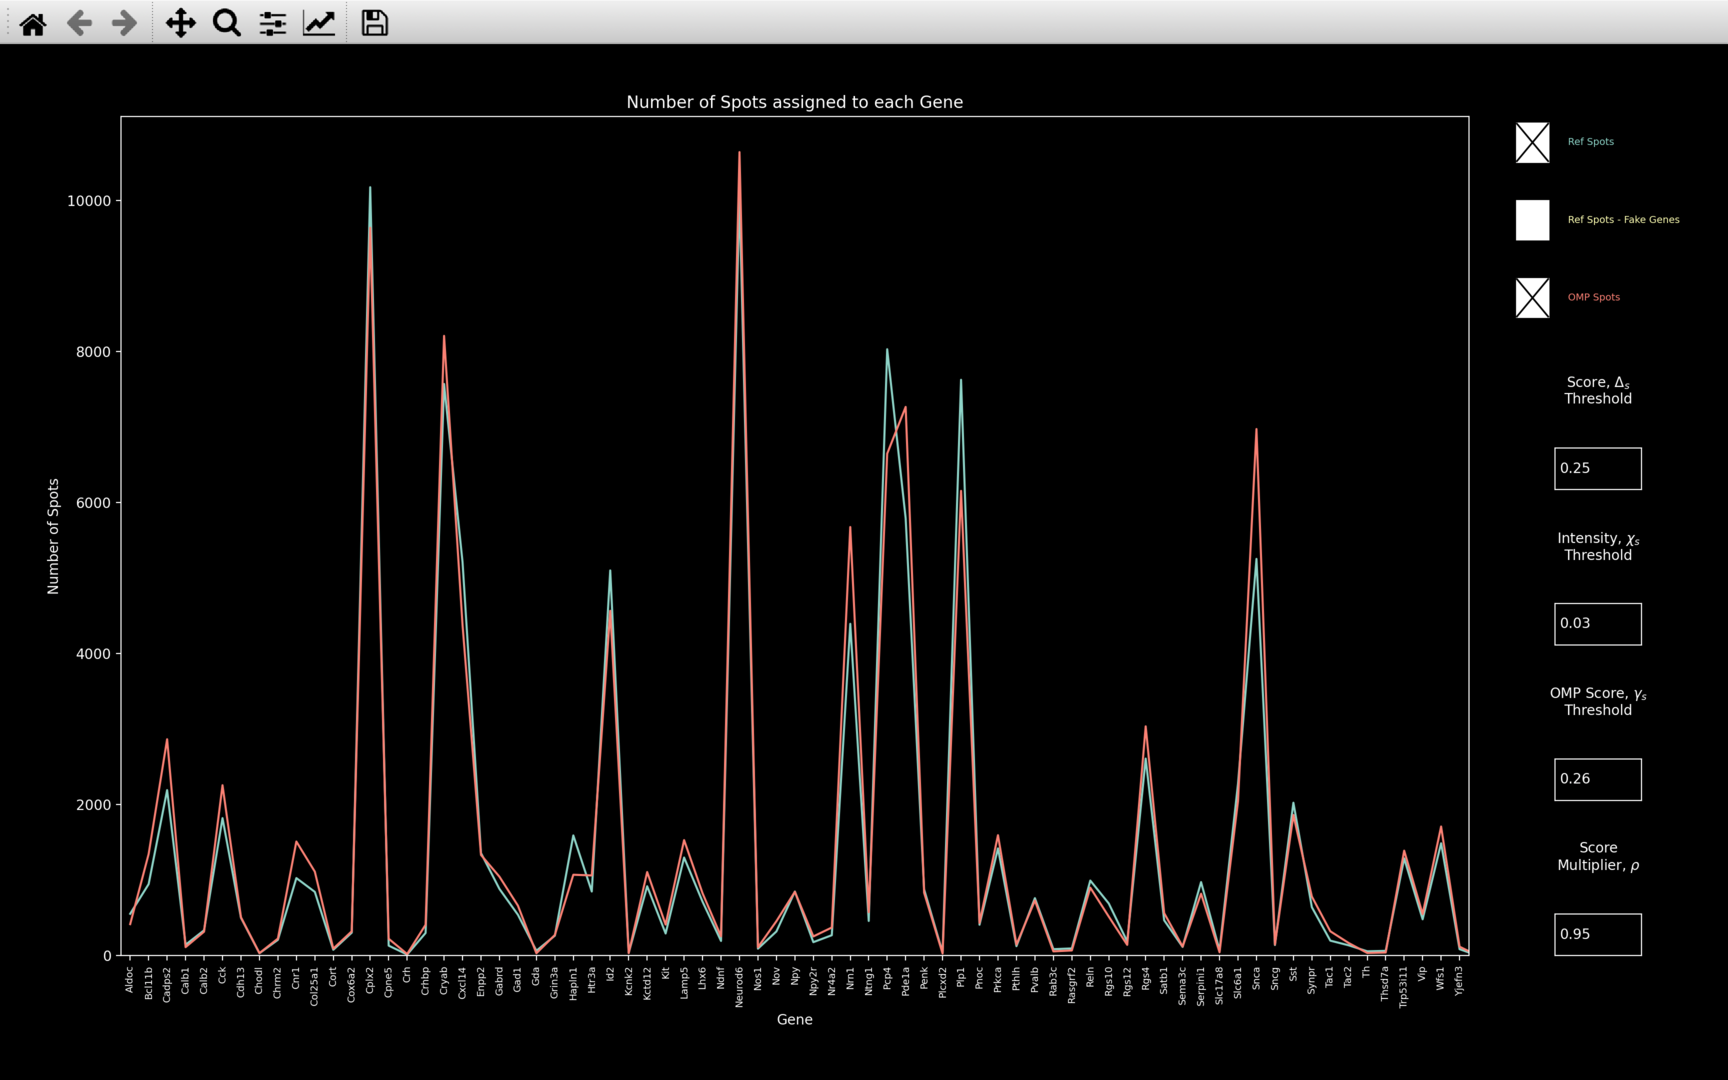 Number of Spots assigned to each Gene
Number of Spots
10000
8000
6000
4000
2000
0
Aldoc
Bcl11b
Cadps2
Calb1
Calb2
Cck
Cdh13
Chodl
Chrm2
Cnr1
Col25a1
Cort
Cox6a2
Cplx2
Cpne5
Crh
Crhbp
Cryab
Cxcl14
Enpp2
Gabrd
Gad1
Gda
Grin3a
Hapln1
Htr3a
Id2
Kcnk2
Kctd12
Kit
Lamp5
Lhx6
Ndnf
Neurod6
Nos1
Nov
Npy
Npy2r
Nr4a2
Nrn1
Ntng1
Pcp4
Pde1a
Penk
Plcxd2
Plp1
Pnoc
Prkca
Pthlh
Pvalb
Rab3c
Rasgrf2
Reln
Rgs10
Rgs12
Rgs4
Satb1
Sema3c
Serpini1
Slc17a8
Slc6a1
Snca
Sncg
Sst
Synpr
Tac1
Tac2
Th
Thsd7a
Trp53i11
Vip
Wfs1
Yjefn3
Gene
Ref Spots
Ref Spots - Fake Genes
OMP Spots
Score, Δₛ
Threshold
0.25
Intensity, χₛ
Threshold
0.03
OMP Score, γₛ
Threshold
0.26
Score
Multiplier, ρ
0.95